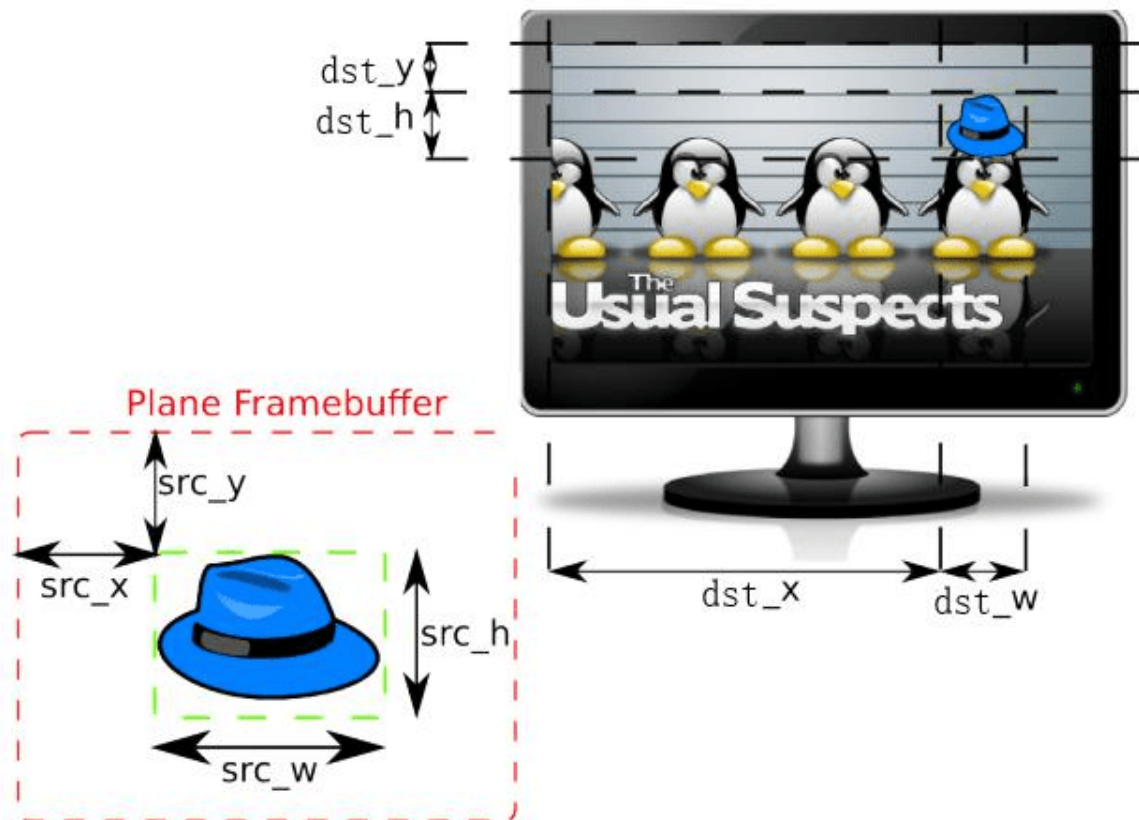 dst_y
dst_h
The
Usual Suspects
Plane Framebuffer
src_y
src_x
src_h
src_w
dst_x
dst_w